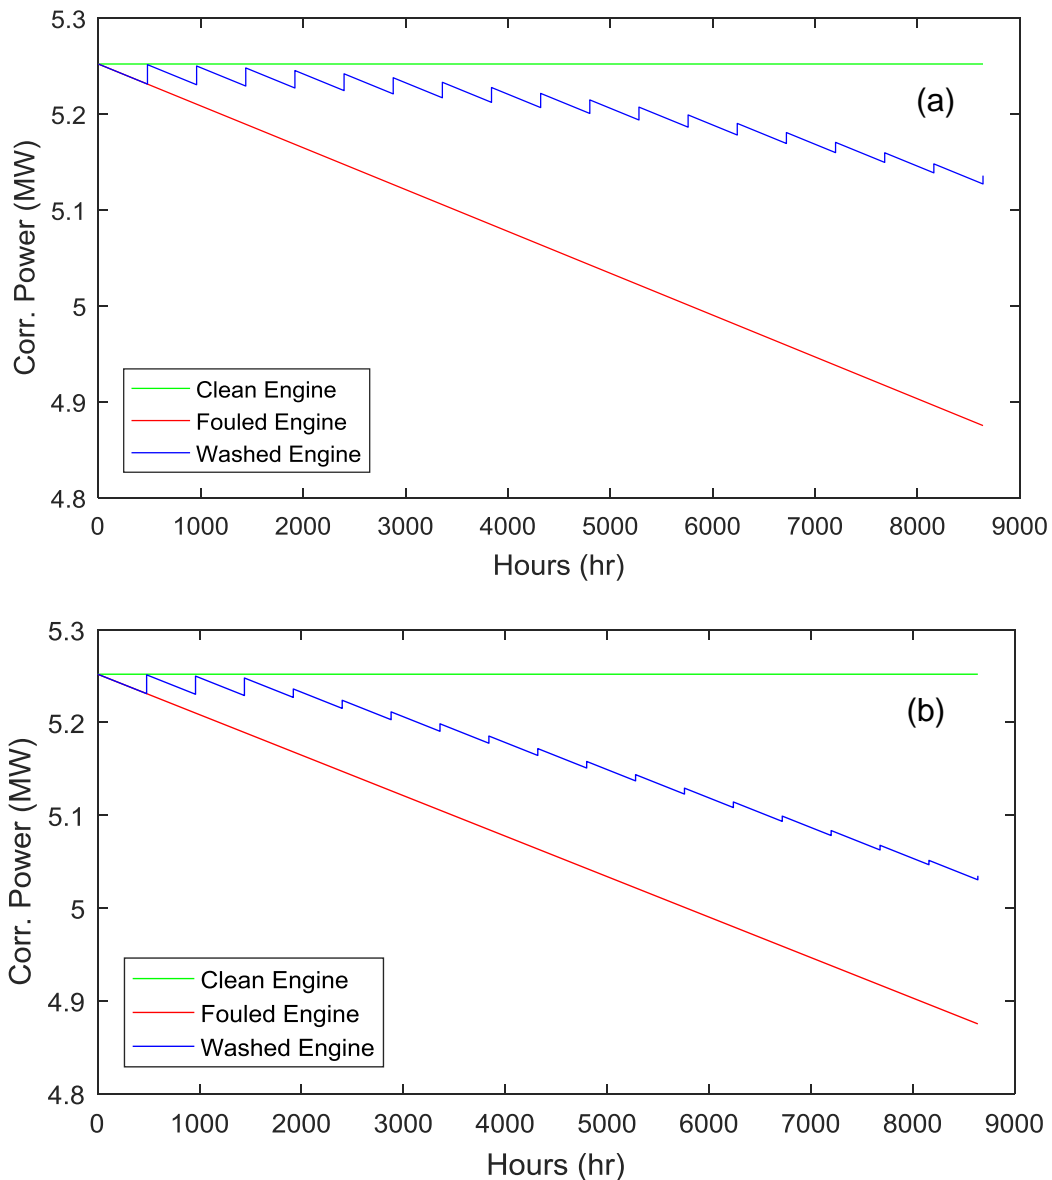 5.3
5.2
5.1
5
4.9
4.8
Corr. Power (MW)
(a)
Clean Engine
Fouled Engine
Washed Engine
0 1000 2000 3000 4000 5000 6000 7000 8000 9000
Hours (hr)
5.3
5.2
5.1
5
4.9
4.8
Corr. Power (MW)
(b)
Clean Engine
Fouled Engine
Washed Engine
0 1000 2000 3000 4000 5000 6000 7000 8000 9000
Hours (hr)